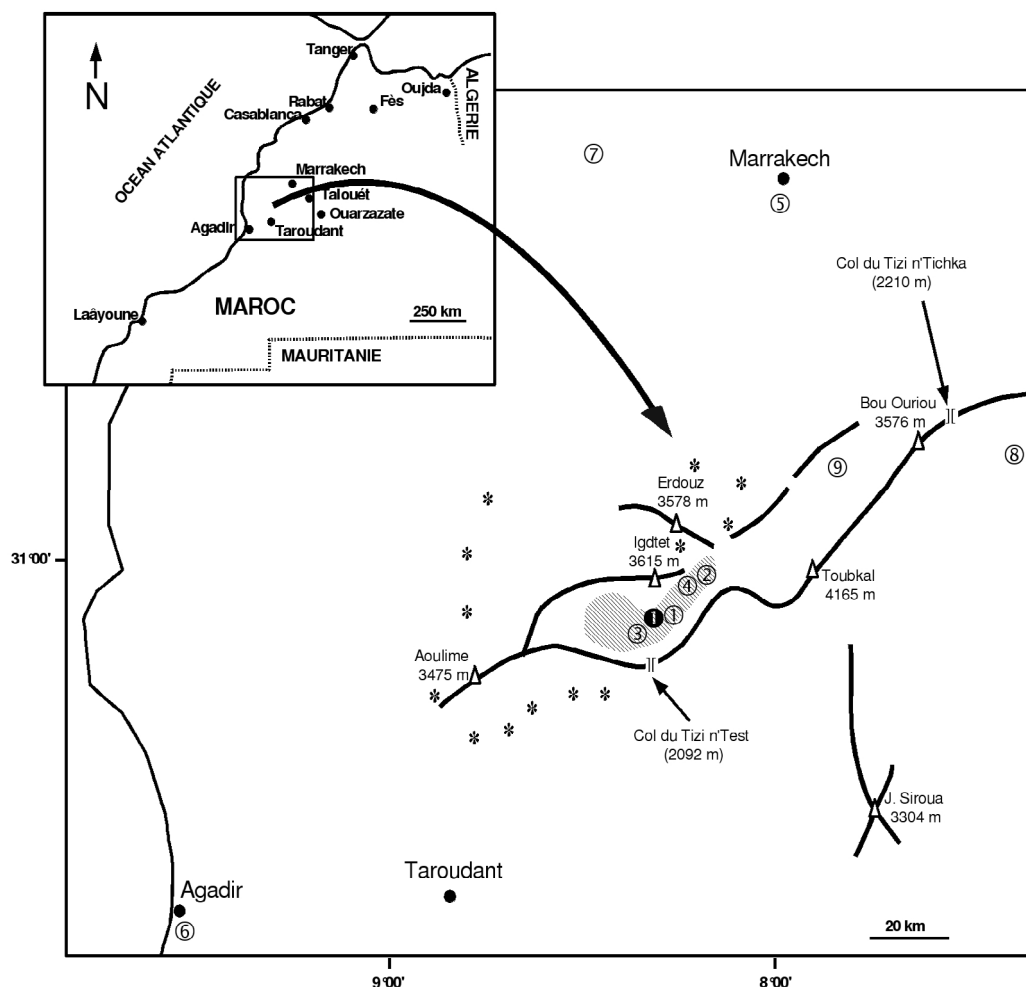 Tanger
ALGERIE
Oujda
N
Rabat
Fès
Casablanca
OCEAN ATLANTIQUE
Marrakech
Talouét
Ouarzazate
Agadir
Taroudant
MAROC
250 km
Laâyoune
MAURITANIE
⑦
Marrakech
⑤
Col du Tizi n'Tichka
(2210 m)
Bou Ouriou
3576 m
][
⑧
⑨
Erdouz
3578 m
31°00'
Igdtet
3615 m
②
④
Toubkal
4165 m
❶
①
③
Aoulime
3475 m
][
Col du Tizi n'Test
(2092 m)
J. Siroua
3304 m
Taroudant
Agadir
⑥
20 km
9°00'
8°00'